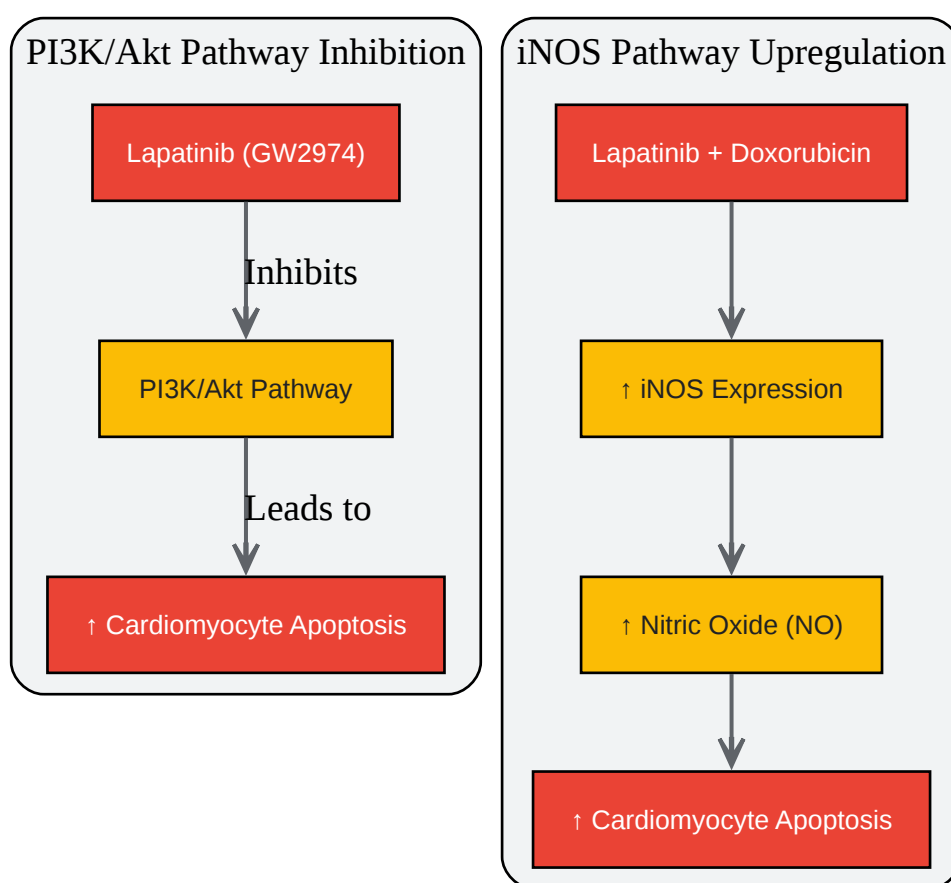 PI3K/Akt Pathway Inhibition
Lapatinib (GW2974)
Inhibits
PI3K/Akt Pathway
Leads to
↑ Cardiomyocyte Apoptosis
iNOS Pathway Upregulation
Lapatinib + Doxorubicin
↑ iNOS Expression
↑ Nitric Oxide (NO)
↑ Cardiomyocyte Apoptosis